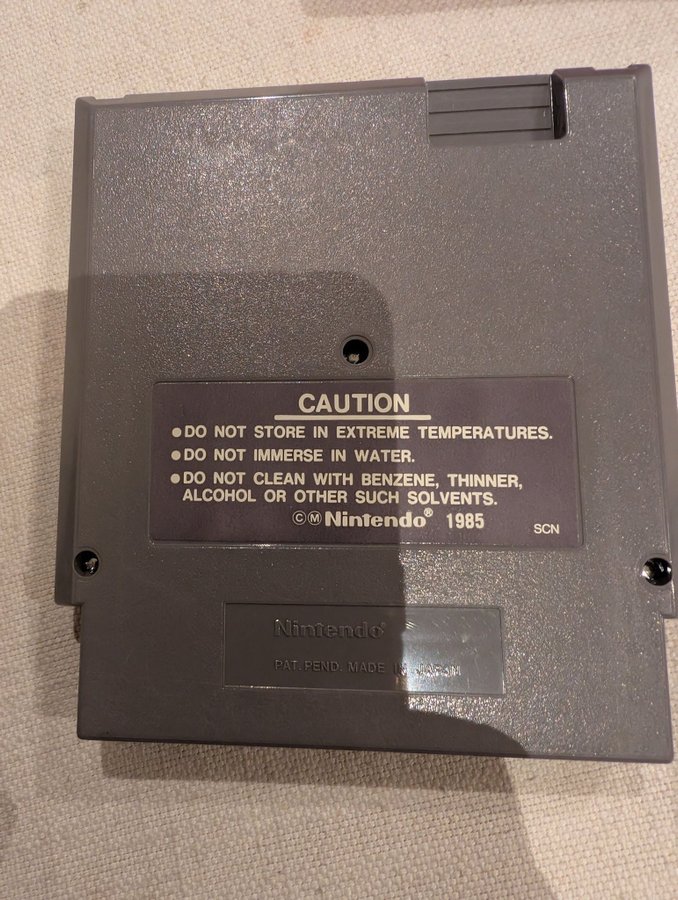 CAUTION
●DO NOT STORE IN EXTREME TEMPERATURES.
●DO NOT IMMERSE IN WATER.
●DO NOT CLEAN WITH BENZENE, THINNER,
ALCOHOL OR OTHER SUCH SOLVENTS.
©Ⓜ Nintendo® 1985
SCN
Nintendo®
PAT. PEND. MADE IN JAPAN